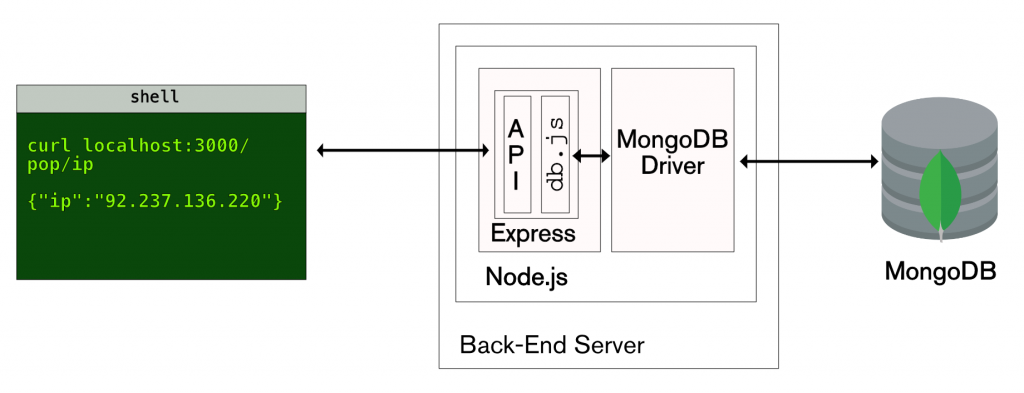 shell
curl localhost:3000/
pop/ip
{"ip":"92.237.136.220"}
API
db.js
Express
MongoDB
Driver
Node.js
Back-End Server
MongoDB